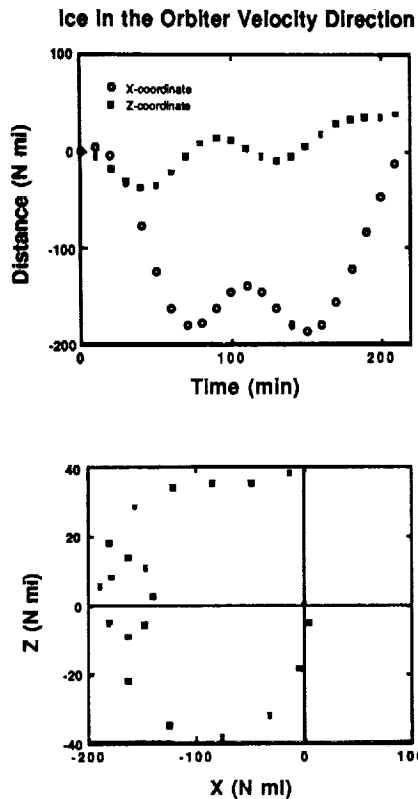 Ice in the Orbiter Velocity Direction
100
X-coordinate
Z-coordinate
0
-100
-200
0
100
200
Distance (N mi)
Time (min)
40
20
0
-20
-40
-200
-100
0
100
Z (N mi)
X (N mi)